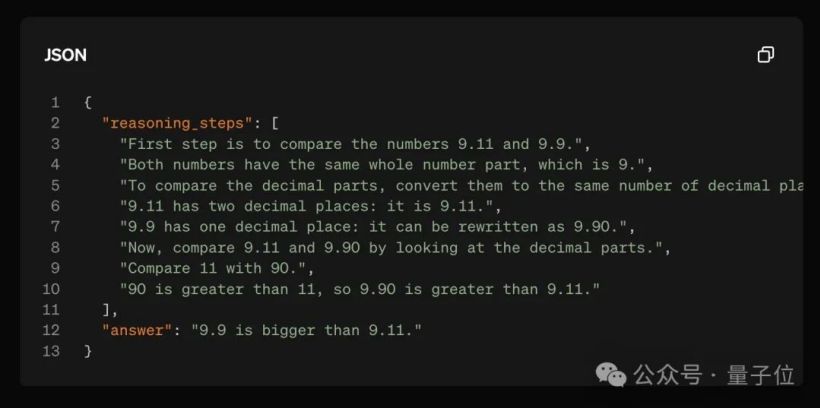 JSON
1 {
2 "reasoning_steps": [
3 "First step is to compare the numbers 9.11 and 9.9.",
4 "Both numbers have the same whole number part, which is 9.",
5 "To compare the decimal parts, convert them to the same number of decimal pla
6 "9.11 has two decimal places: it is 9.11.",
7 "9.9 has one decimal place: it can be rewritten as 9.90.",
8 "Now, compare 9.11 and 9.90 by looking at the decimal parts.",
9 "Compare 11 with 90.",
10 "90 is greater than 11, so 9.90 is greater than 9.11."
11 ],
12 "answer": "9.9 is bigger than 9.11."
13 }
公众号·量子位